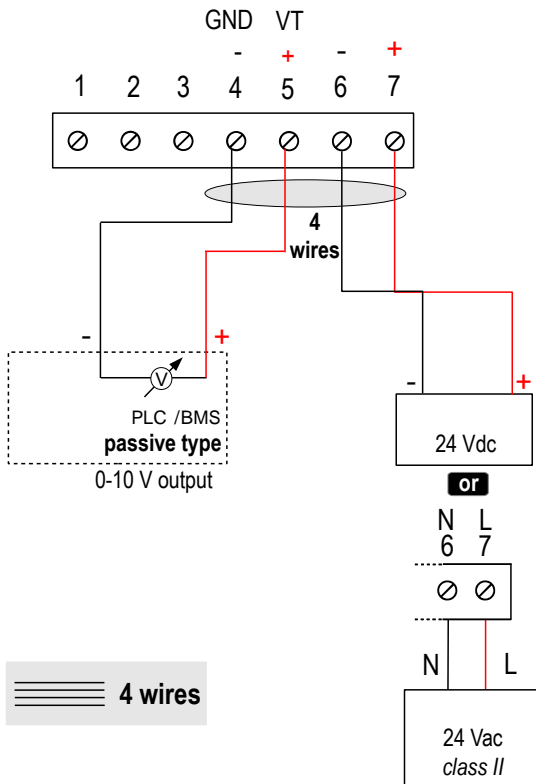 GND VT
- + - +
1 2 3 4 5 6 7
4
wires
- +
V
PLC /BMS
passive type
0-10 V output
- +
24 Vdc
or
N L
6 7
N L
4 wires
24 Vac
class II